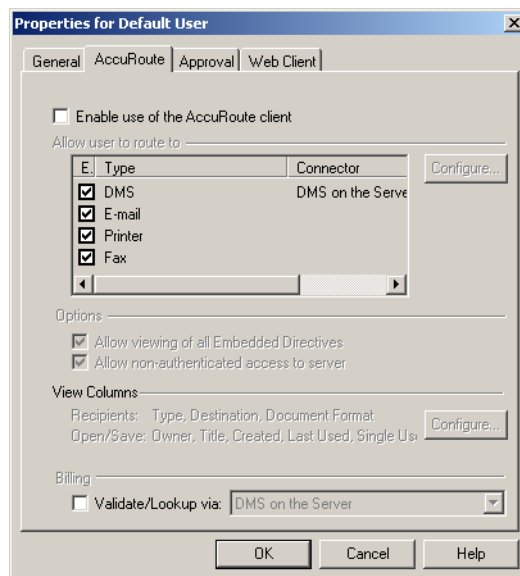 Properties for Default User
General AccuRoute Approval Web Client
Enable use of the AccuRoute client
Allow user to route to
E. Type Connector Configure...
DMS DMS on the Serve
E-mail
Printer
Fax
Options
Allow viewing of all Embedded Directives
Allow non-authenticated access to server
View Columns
Recipients: Type, Destination, Document Format
Open/Save: Owner, Title, Created, Last Used, Single Us Configure...
Billing
Validate/Lookup via: DMS on the Server
OK Cancel Help